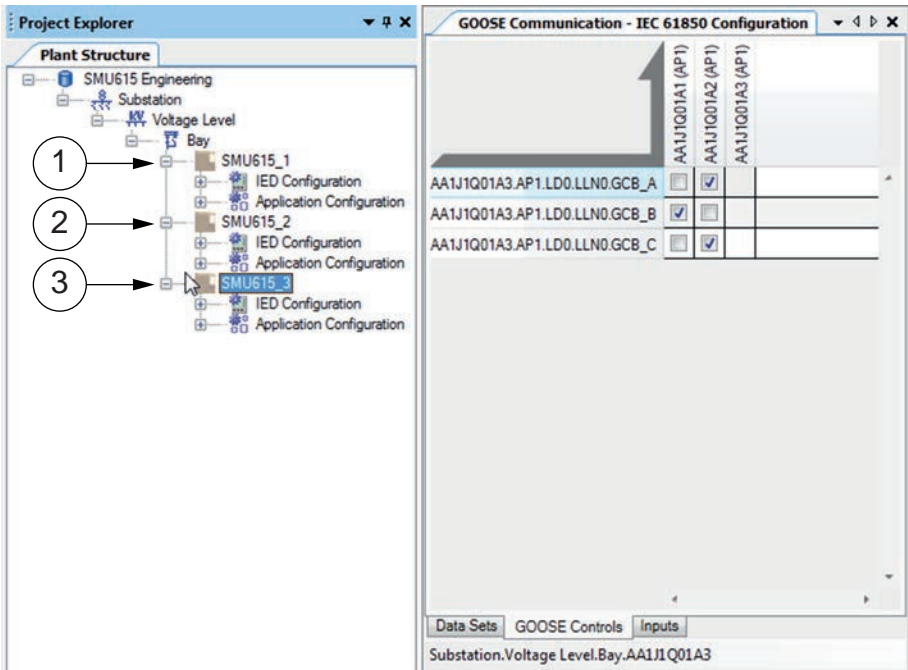 Project Explorer
Plant Structure
SMU615 Engineering
Substation
Voltage Level
Bay
1
SMU615_1
IED Configuration
Application Configuration
2
SMU615_2
IED Configuration
Application Configuration
3
SMU615_3
IED Configuration
Application Configuration
GOOSE Communication - IEC 61850 Configuration
AA1J1Q01A1 (AP1)
AA1J1Q01A2 (AP1)
AA1J1Q01A3 (AP1)
AA1J1Q01A3.AP1.LD0.LLN0.GCB_A
AA1J1Q01A3.AP1.LD0.LLN0.GCB_B
AA1J1Q01A3.AP1.LD0.LLN0.GCB_C
Data Sets GOOSE Controls Inputs
Substation.Voltage Level.Bay.AA1J1Q01A3